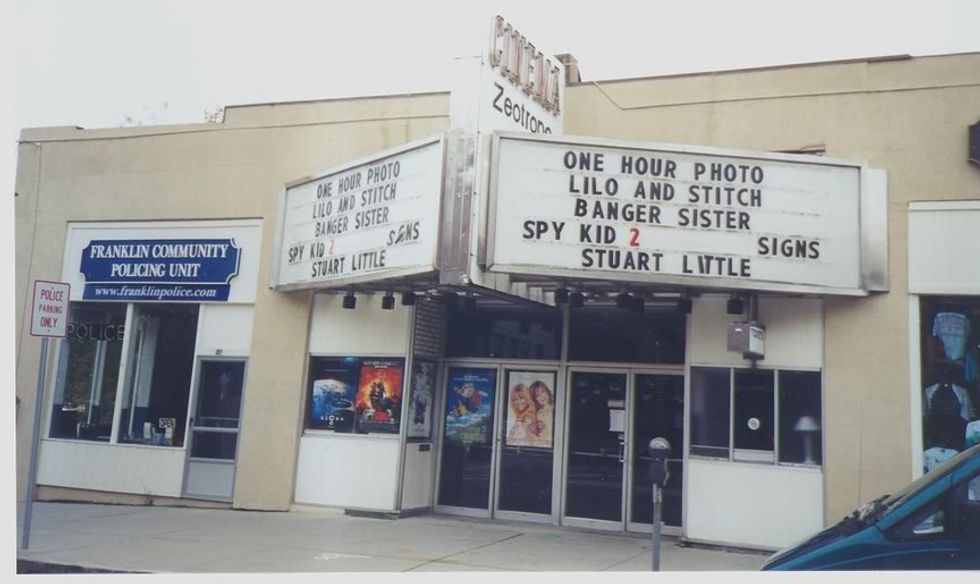 CINEMA
Zeotrope
ONE HOUR PHOTO
LILO AND STITCH
BANGER SISTER
SPY KID 2 SIGNS
STUART LITTLE
ONE HOUR PHOTO
LILO AND STITCH
BANGER SISTER
SPY KID 2 SIGNS
STUART LITTLE
FRANKLIN COMMUNITY
POLICING UNIT
www.franklinpolice.com
POLICE
PARKING
ONLY
POLICE
OPEN